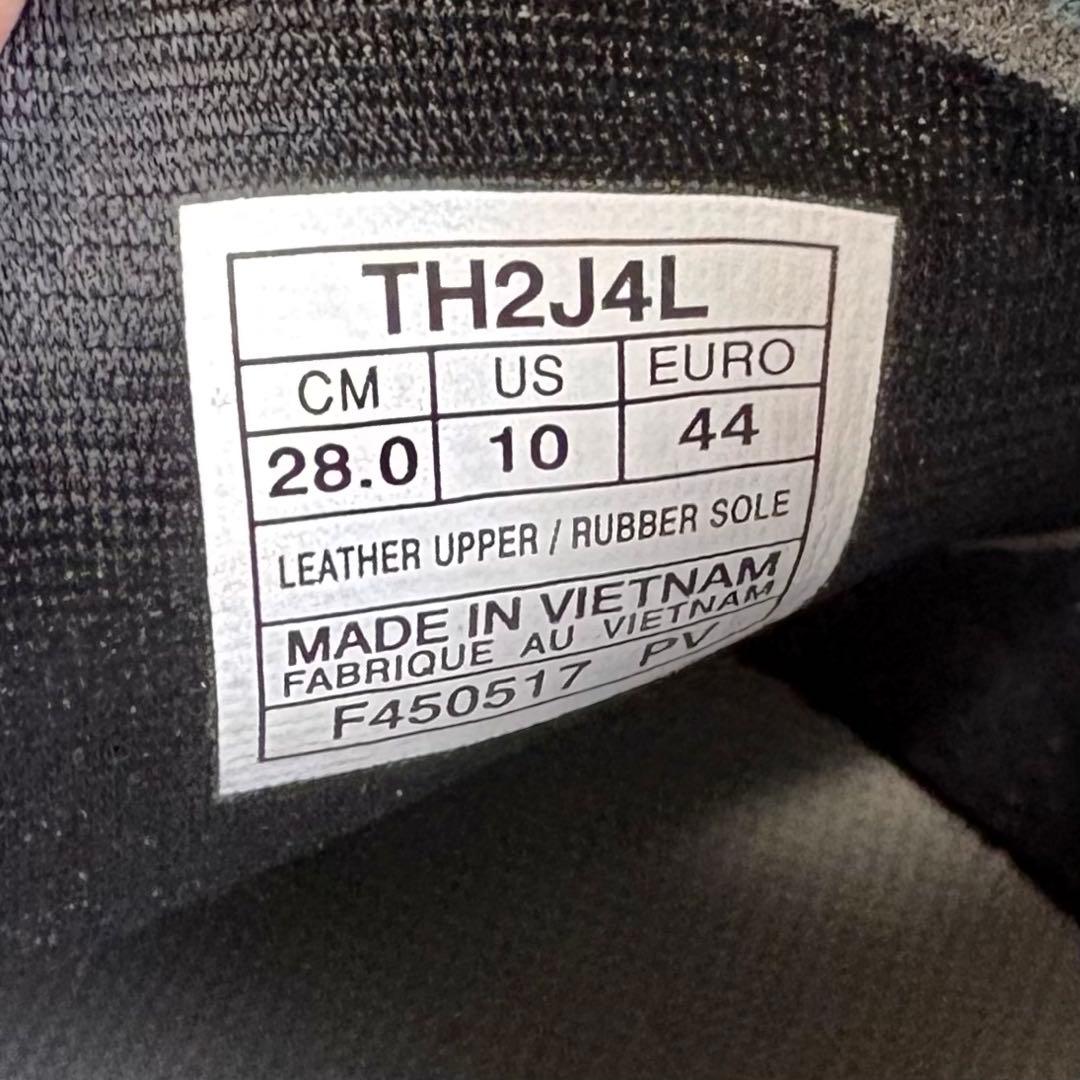 TH2J4L
CM US EURO
28.0 10 44
LEATHER UPPER / RUBBER SOLE
MADE IN VIETNAM
FABRIQUE AU VIETNAM
F450517 PV